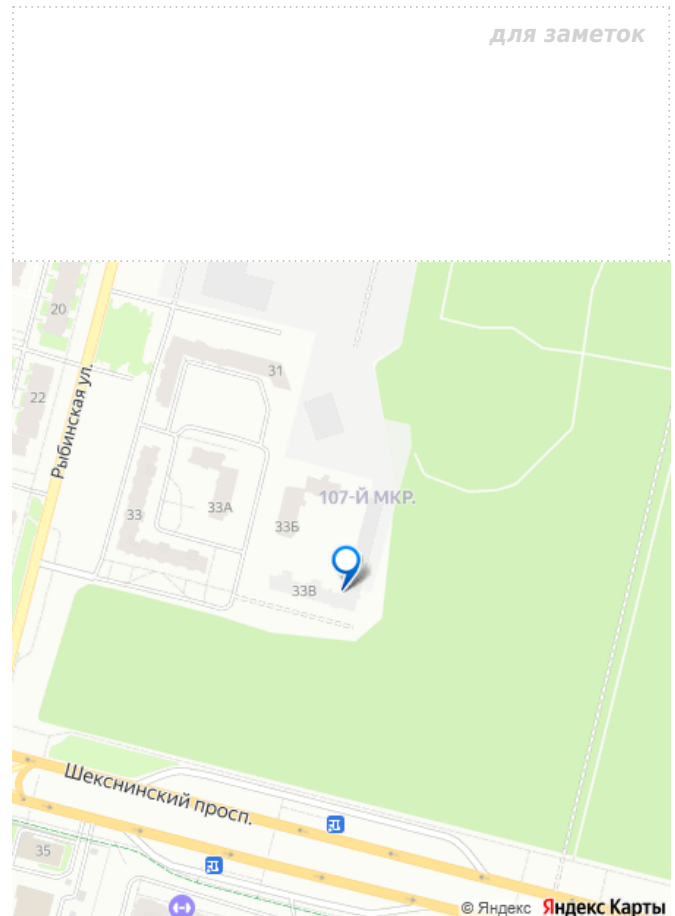 для заметок
20
31
Рыбинская ул.
22
107-Й МКР.
33А
33
33Б
33В
Шекснинский просп.
35
© Яндекс Яндекс Карты